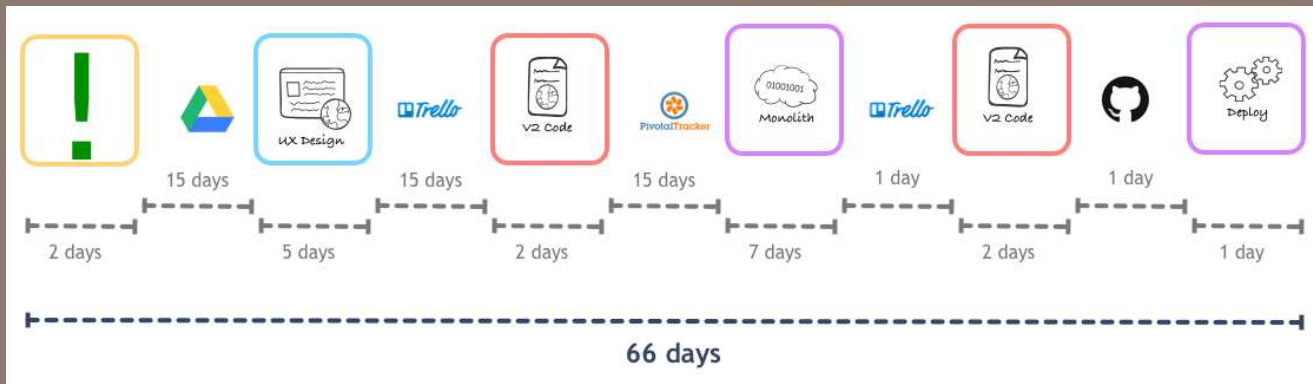 !
UX Design
Trello
V2 Code
PivotalTracker
01001001
Monolith
Trello
V2 Code
Deploy
15 days
15 days
15 days
1 day
1 day
2 days
5 days
2 days
7 days
2 days
1 day
66 days